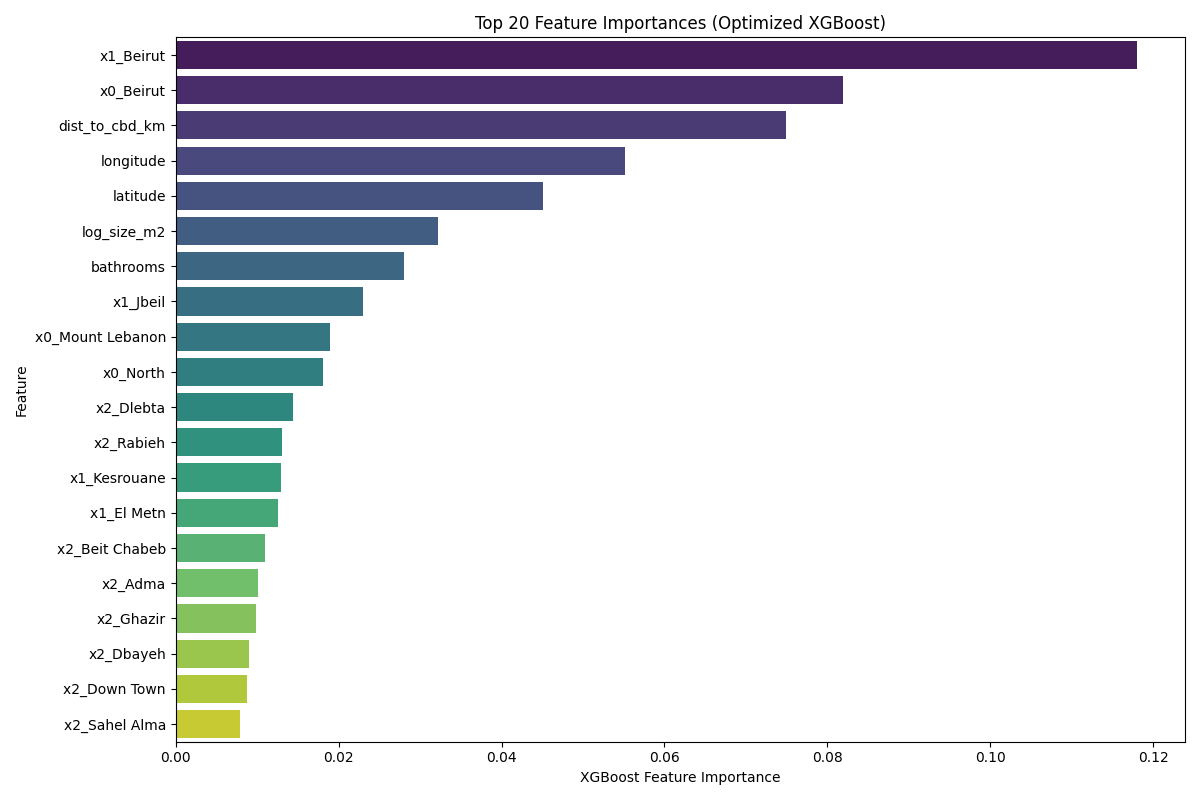 Top 20 Feature Importances (Optimized XGBoost)
x1_Beirut
x0_Beirut
dist_to_cbd_km
longitude
latitude
log_size_m2
bathrooms
x1_Jbeil
x0_Mount Lebanon
x0_North
x2_Dlebta
x2_Rabieh
x1_Kesrouane
x1_El Metn
x2_Beit Chabeb
x2_Adma
x2_Ghazir
x2_Dbayeh
x2_Down Town
x2_Sahel Alma
Feature
0.00 0.02 0.04 0.06 0.08 0.10 0.12
XGBoost Feature Importance